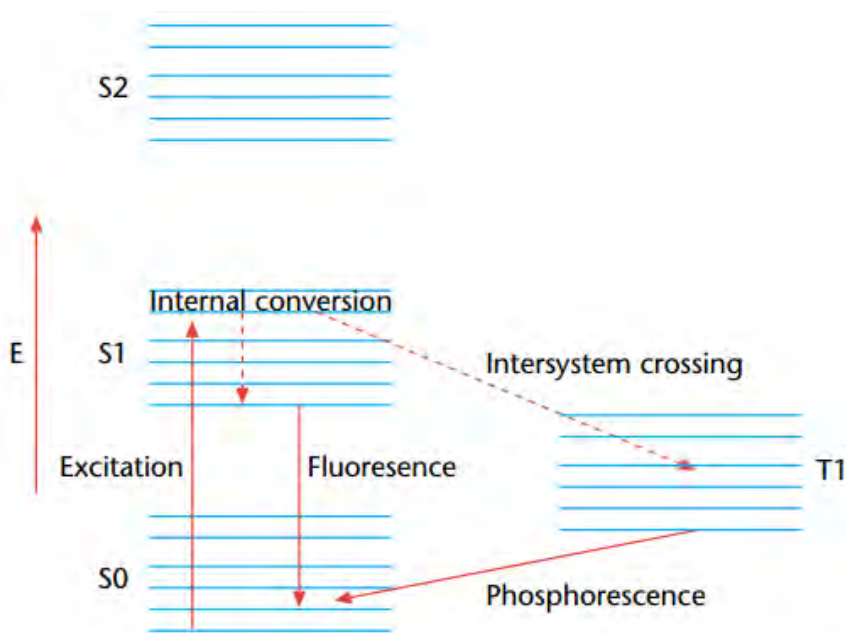 S2
Internal conversion
S1
E
Intersystem crossing
Excitation
Fluoresence
T1
S0
Phosphorescence